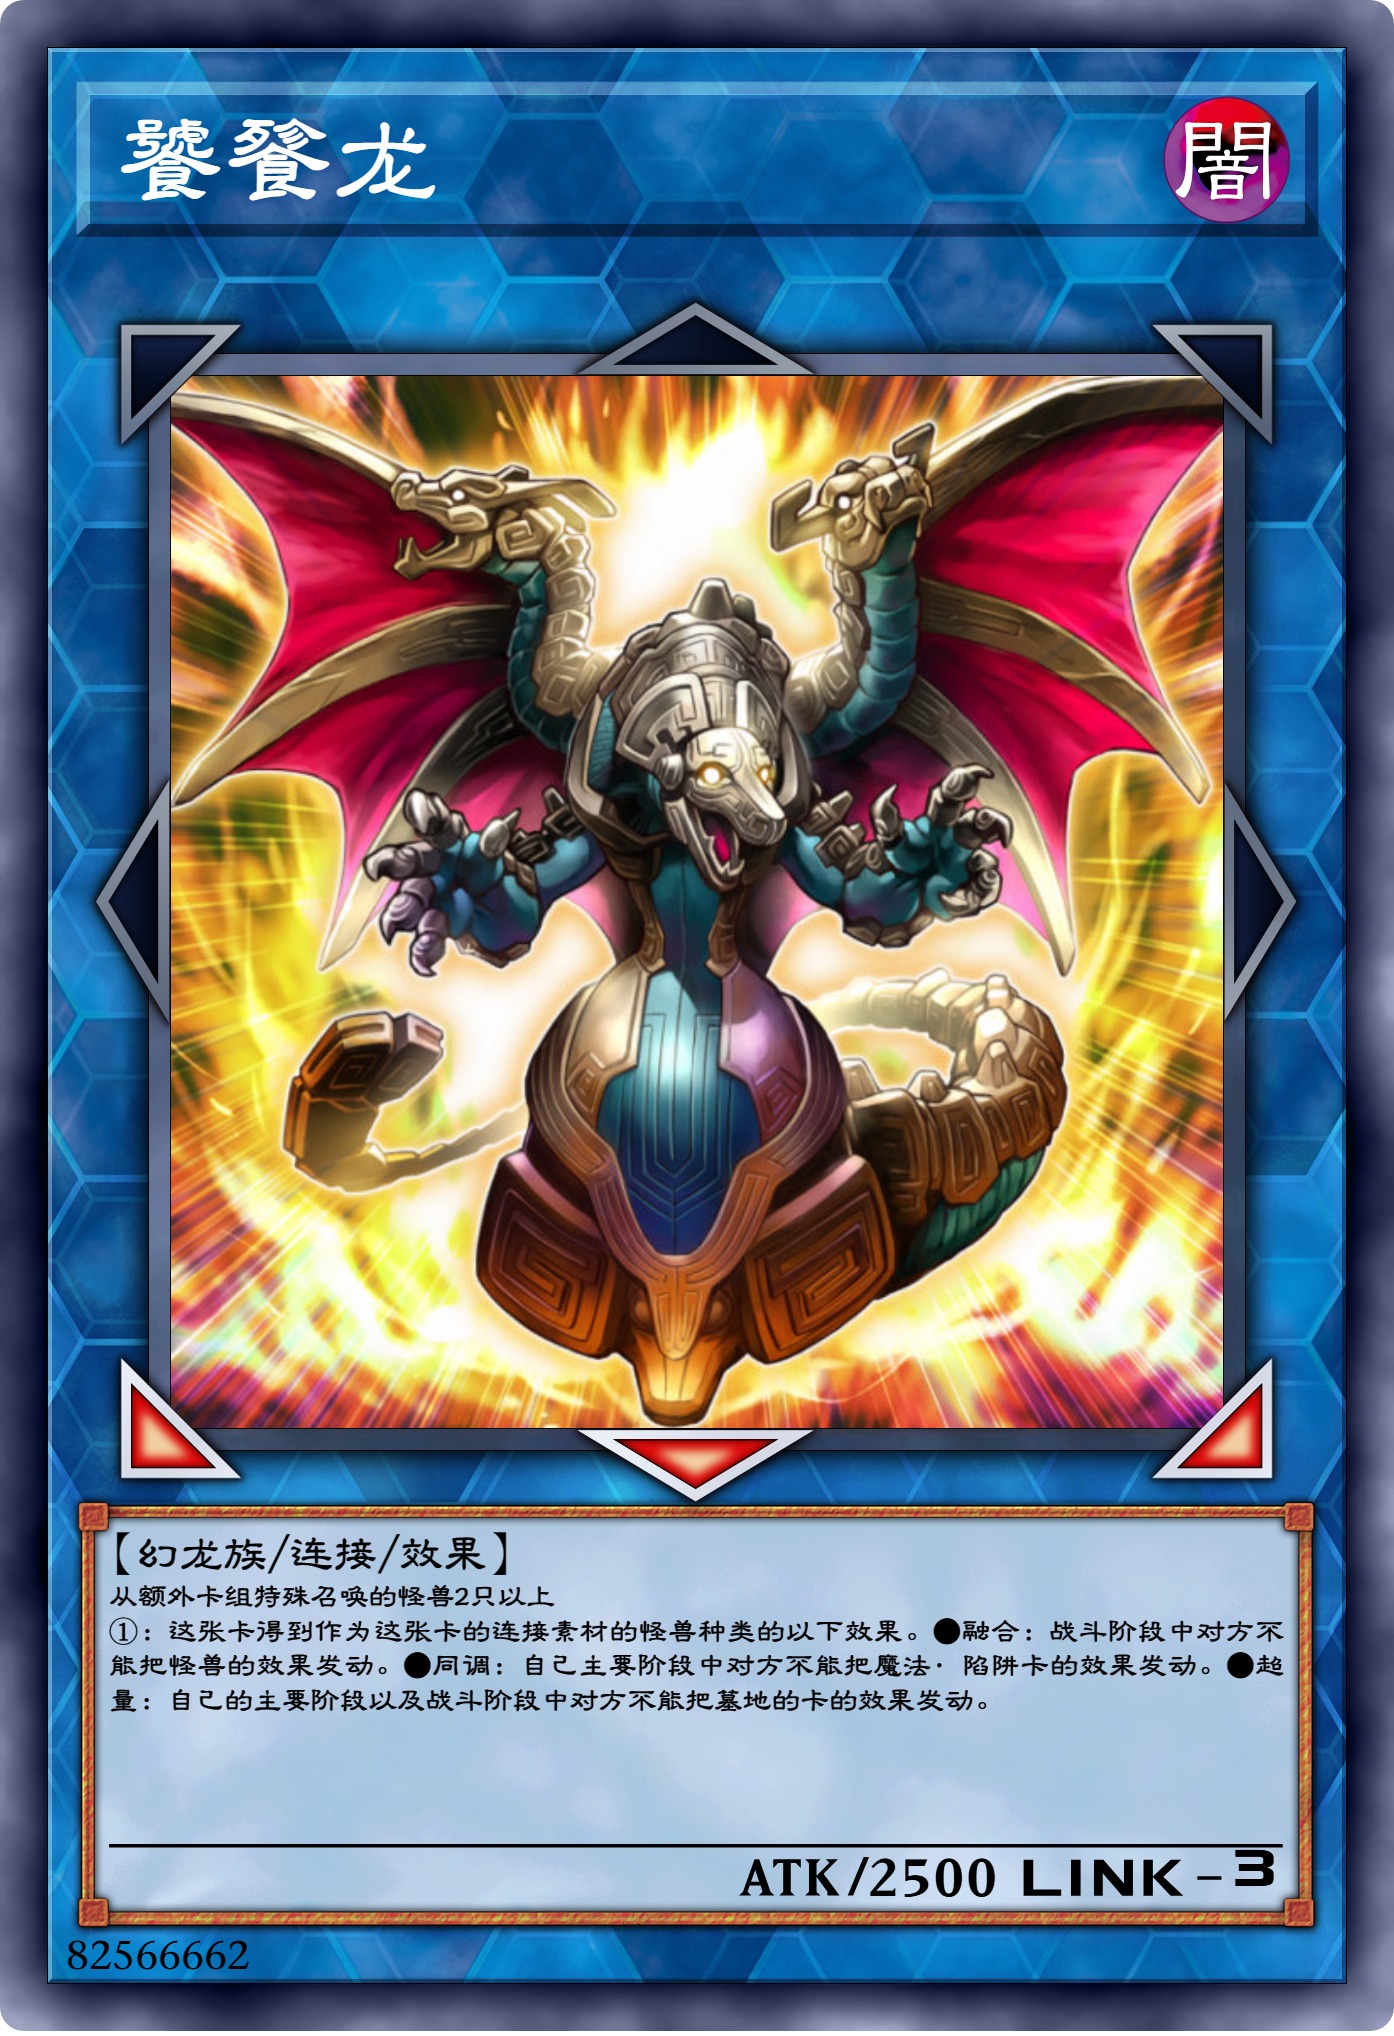 饕餮龙
闇
【幻龙族/连接/效果】
从额外卡组特殊召唤的怪兽2只以上
①：这张卡得到作为这张卡的连接素材的怪兽种类的以下效果。●融合：战斗阶段中对方不
能把怪兽的效果发动。●同调：自己主要阶段中对方不能把魔法·陷阱卡的效果发动。●超
量：自己的主要阶段以及战斗阶段中对方不能把墓地的卡的效果发动。
ATK/2500 LINK-3
82566662